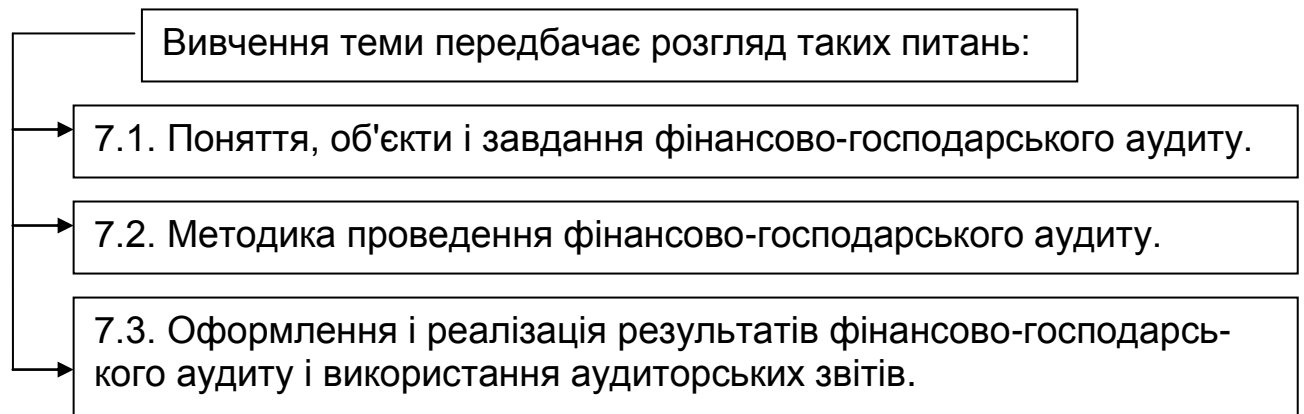 Вивчення теми передбачає розгляд таких питань:
7.1. Поняття, об'єкти і завдання фінансово-господарського аудиту.
7.2. Методика проведення фінансово-господарського аудиту.
7.3. Оформлення і реалізація результатів фінансово-господарсь-
кого аудиту і використання аудиторських звітів.